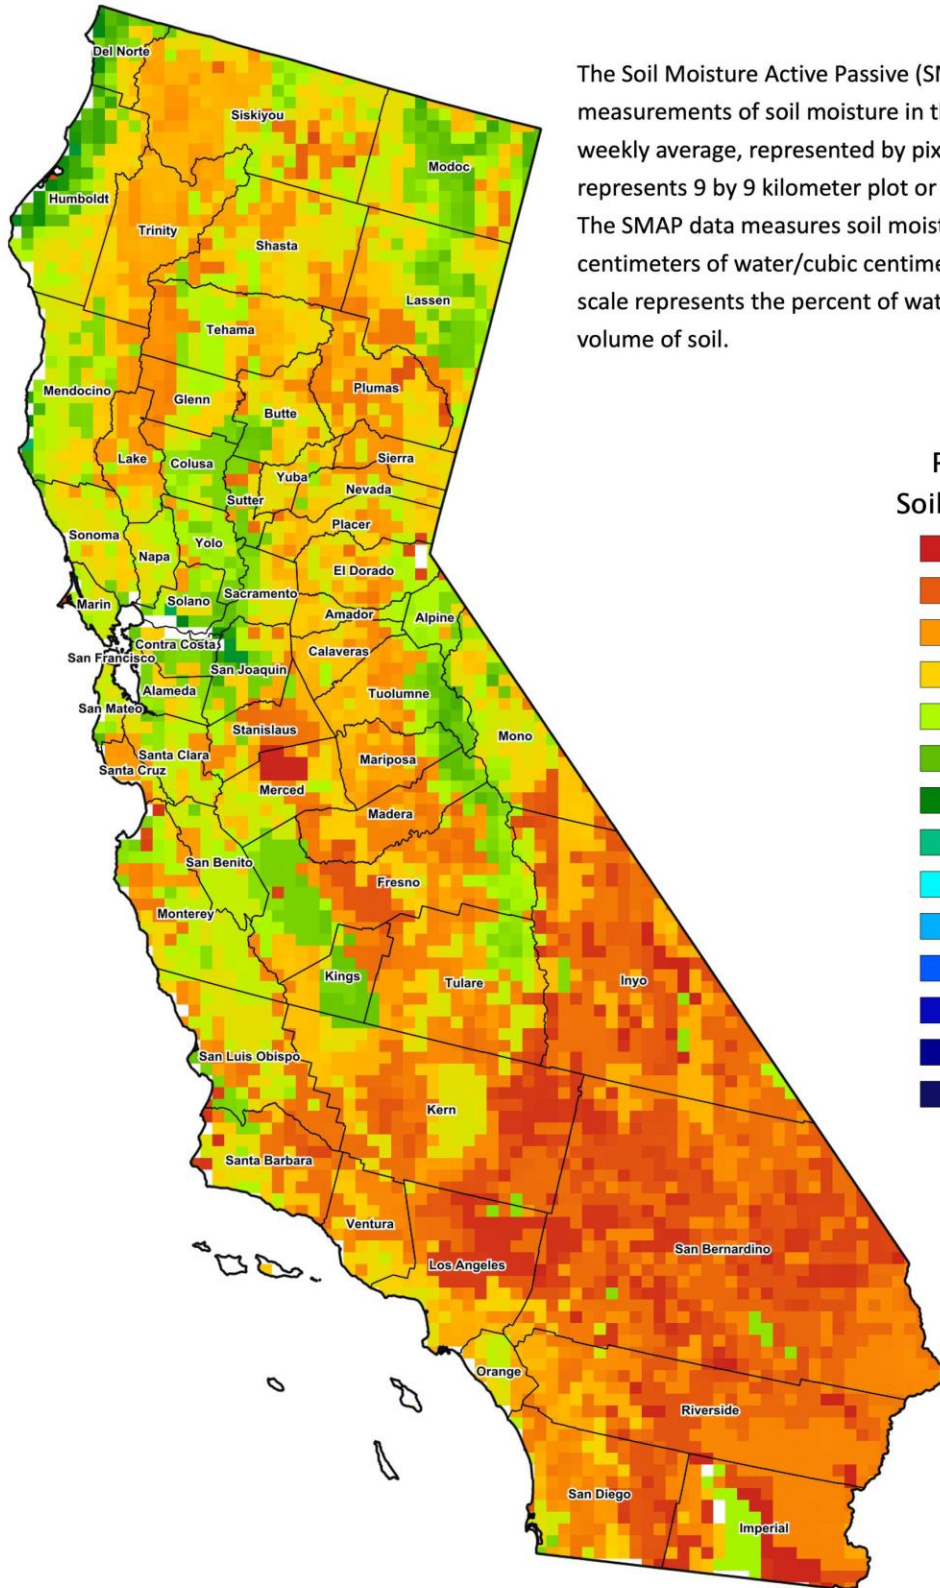 The Soil Moisture Active Passive (SM
measurements of soil moisture in th
weekly average, represented by pix
represents 9 by 9 kilometer plot or
The SMAP data measures soil moist
centimeters of water/cubic centime
scale represents the percent of wat
volume of soil.
P
Soil
Del Norte
Siskiyou
Modoc
Humboldt
Trinity
Shasta
Lassen
Tehama
Mendocino
Glenn
Butte
Plumas
Lake
Colusa
Sierra
Yuba
Nevada
Sutter
Placer
Sonoma
Napa
Yolo
El Dorado
Marin
Solano
Sacramento
Amador
Alpine
Contra Costa
San Francisco
Calaveras
San Joaquin
Alameda
Tuolumne
San Mateo
Stanislaus
Mono
Santa Clara
Mariposa
Santa Cruz
Merced
Madera
San Benito
Fresno
Monterey
Kings
Tulare
Inyo
San Luis Obispo
Kern
Santa Barbara
Ventura
San Bernardino
Los Angeles
Orange
Riverside
San Diego
Imperial